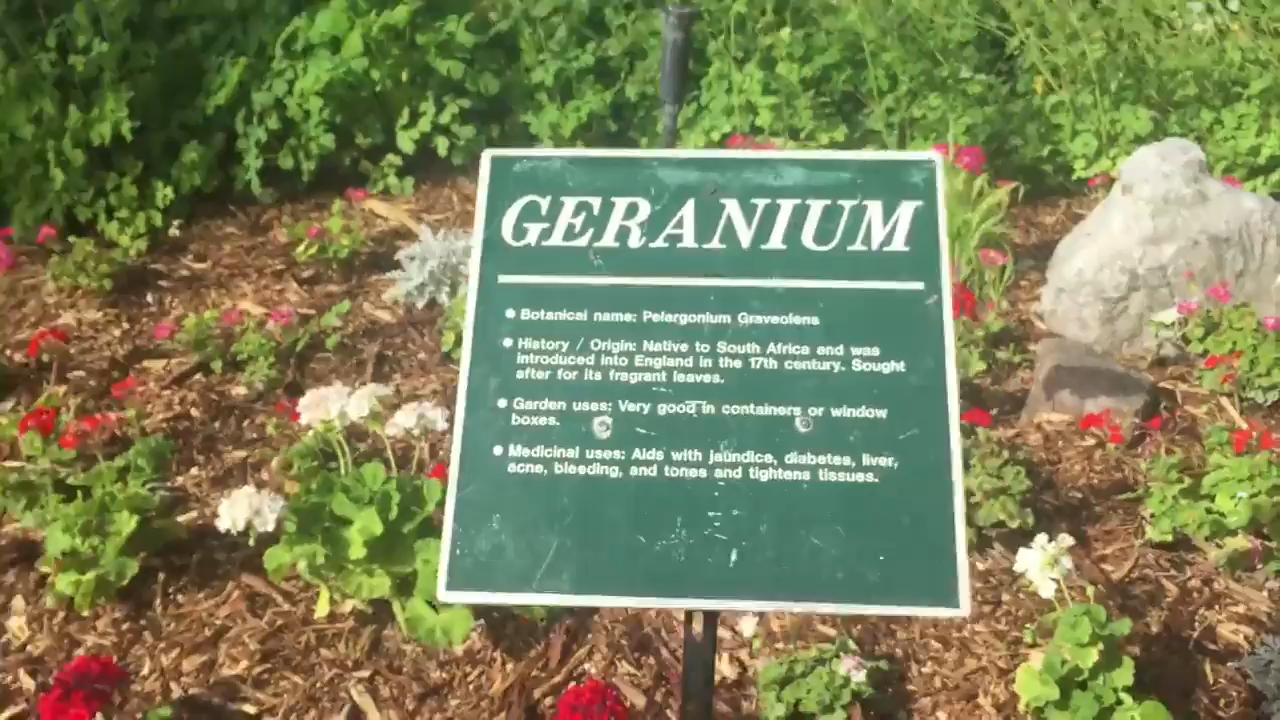 GERANIUM
● Botanical name: Pelargonium Graveolens
● History / Origin: Native to South Africa and was
introduced into England in the 17th century. Sought
after for its fragrant leaves.
● Garden uses: Very good in containers or window
boxes.
● Medicinal uses: Aids with jaundice, diabetes, liver,
acne, bleeding, and tones and tightens tissues.